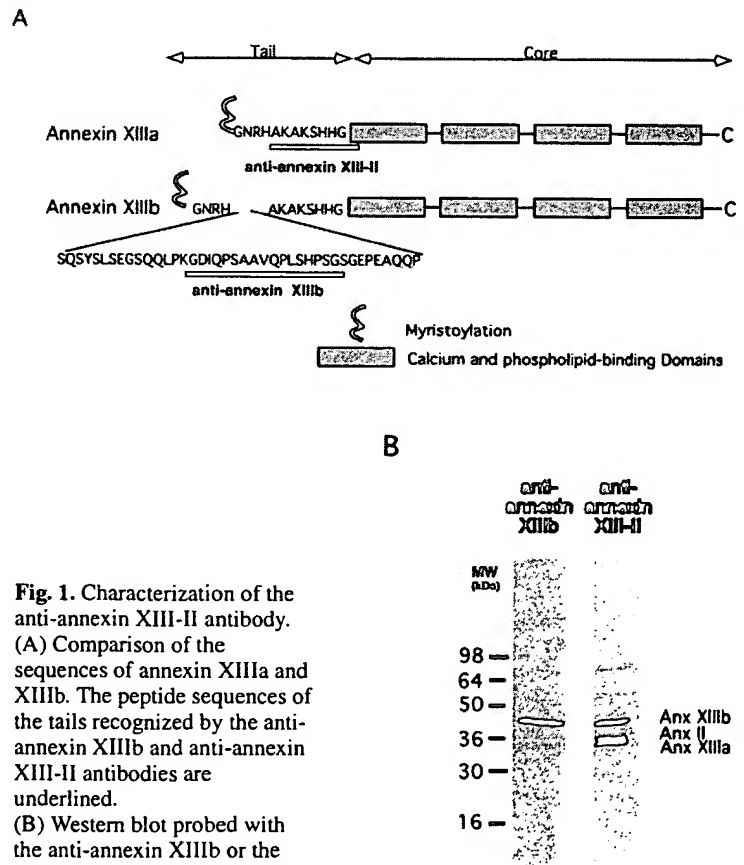 A
Tail
Core
Annexin XIIIa
GNRHAKAKSHHG
C
anti-annexin XIII-II
Annexin XIIIb
GNRH AKAKSHHG
C
SQSYSLSEGSQQLPKGDIQPSAAVQPLSHPSGSGEPEAQQP
anti-annexin XIIIb
Myristoylation
Calcium and phospholipid-binding Domains
B
anti-
annexin
XIIIb
anti-
annexin
XIII-II
MW
(kDa)
98
64
50
36
30
16
Anx XIIIb
Anx II
Anx XIIIa
Fig. 1. Characterization of the
anti-annexin XIII-II antibody.
(A) Comparison of the
sequences of annexin XIIIa and
XIIIb. The peptide sequences of
the tails recognized by the anti-
annexin XIIIb and anti-annexin
XIII-II antibodies are
underlined.
(B) Western blot probed with
the anti-annexin XIIIb or the